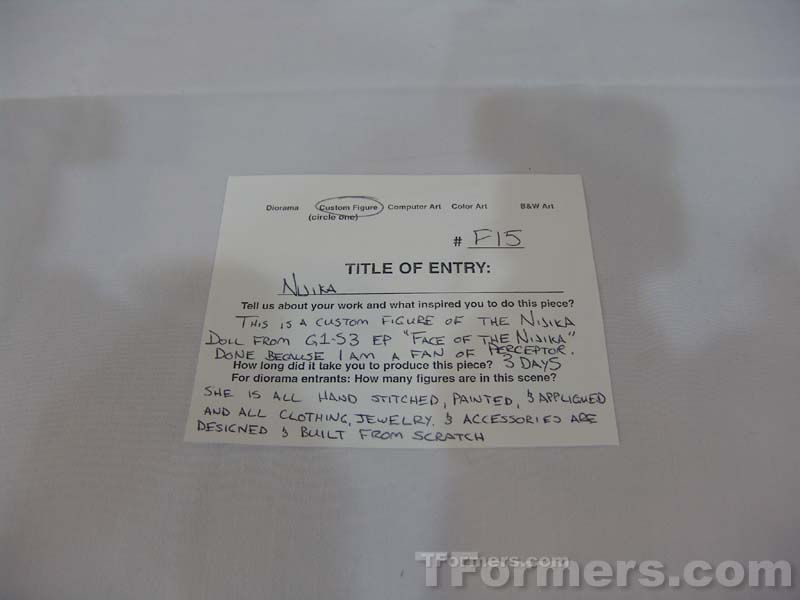 Diorama Custom Figure Computer Art Color Art B&W Art
(circle one)
# F15
TITLE OF ENTRY:
NIJIKA
Tell us about your work and what inspired you to do this piece?
THIS IS A CUSTOM FIGURE OF THE NIJIKA
DOLL FROM G1-S3 EP "FACE OF THE NIJIKA"
DONE BECAUSE I AM A FAN OF PERCEPTOR.
How long did it take you to produce this piece? 3 DAYS
For diorama entrants: How many figures are in this scene?
SHE IS ALL HAND STITCHED, PAINTED, & APPLIQUED
AND ALL CLOTHING, JEWELRY, & ACCESSORIES ARE
DESIGNED & BUILT FROM SCRATCH
TFormers.com
TFormers.com